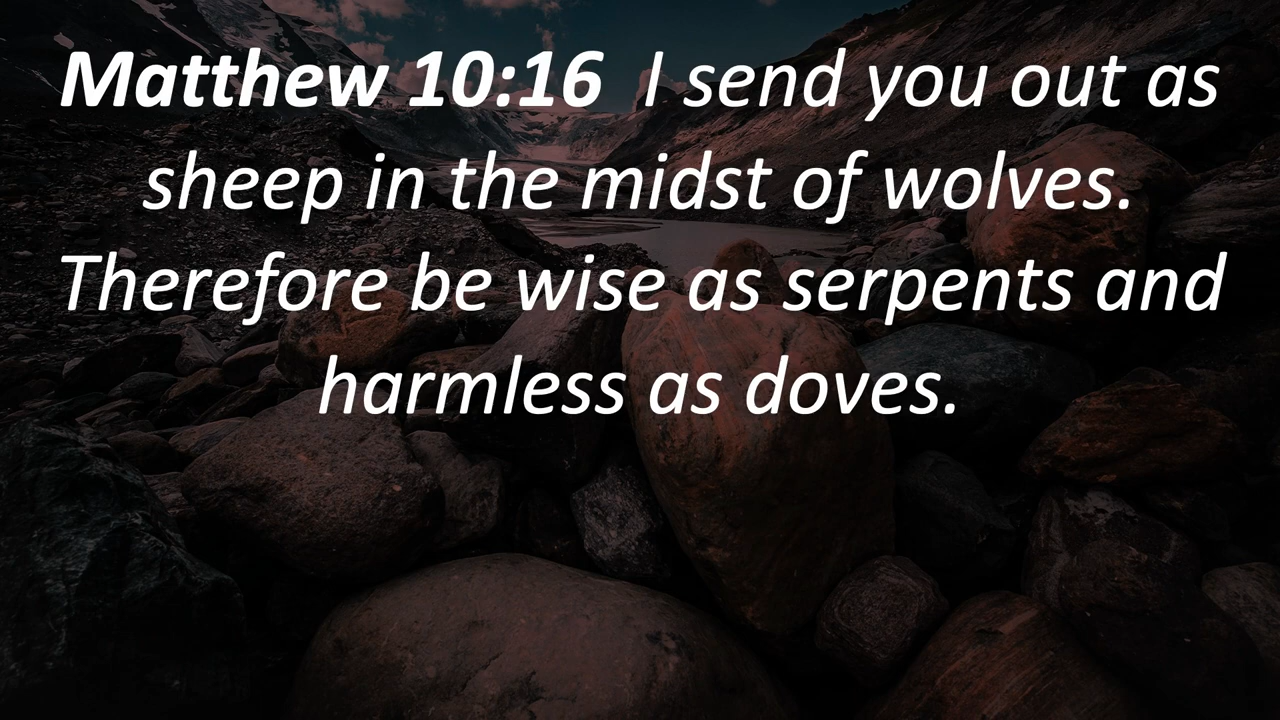 Matthew 10:16 I send you out as
sheep in the midst of wolves.
Therefore be wise as serpents and
harmless as doves.